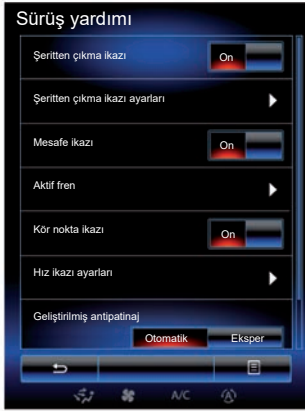 Sürüş yardımı
Şeritten çıkma ikazı
On
Şeritten çıkma ikazı ayarları
Mesafe ikazı
On
Aktif fren
Kör nokta ikazı
On
Hız ikazı ayarları
Geliştirilmiş antipatinaj
Otomatik Eksper
A/C